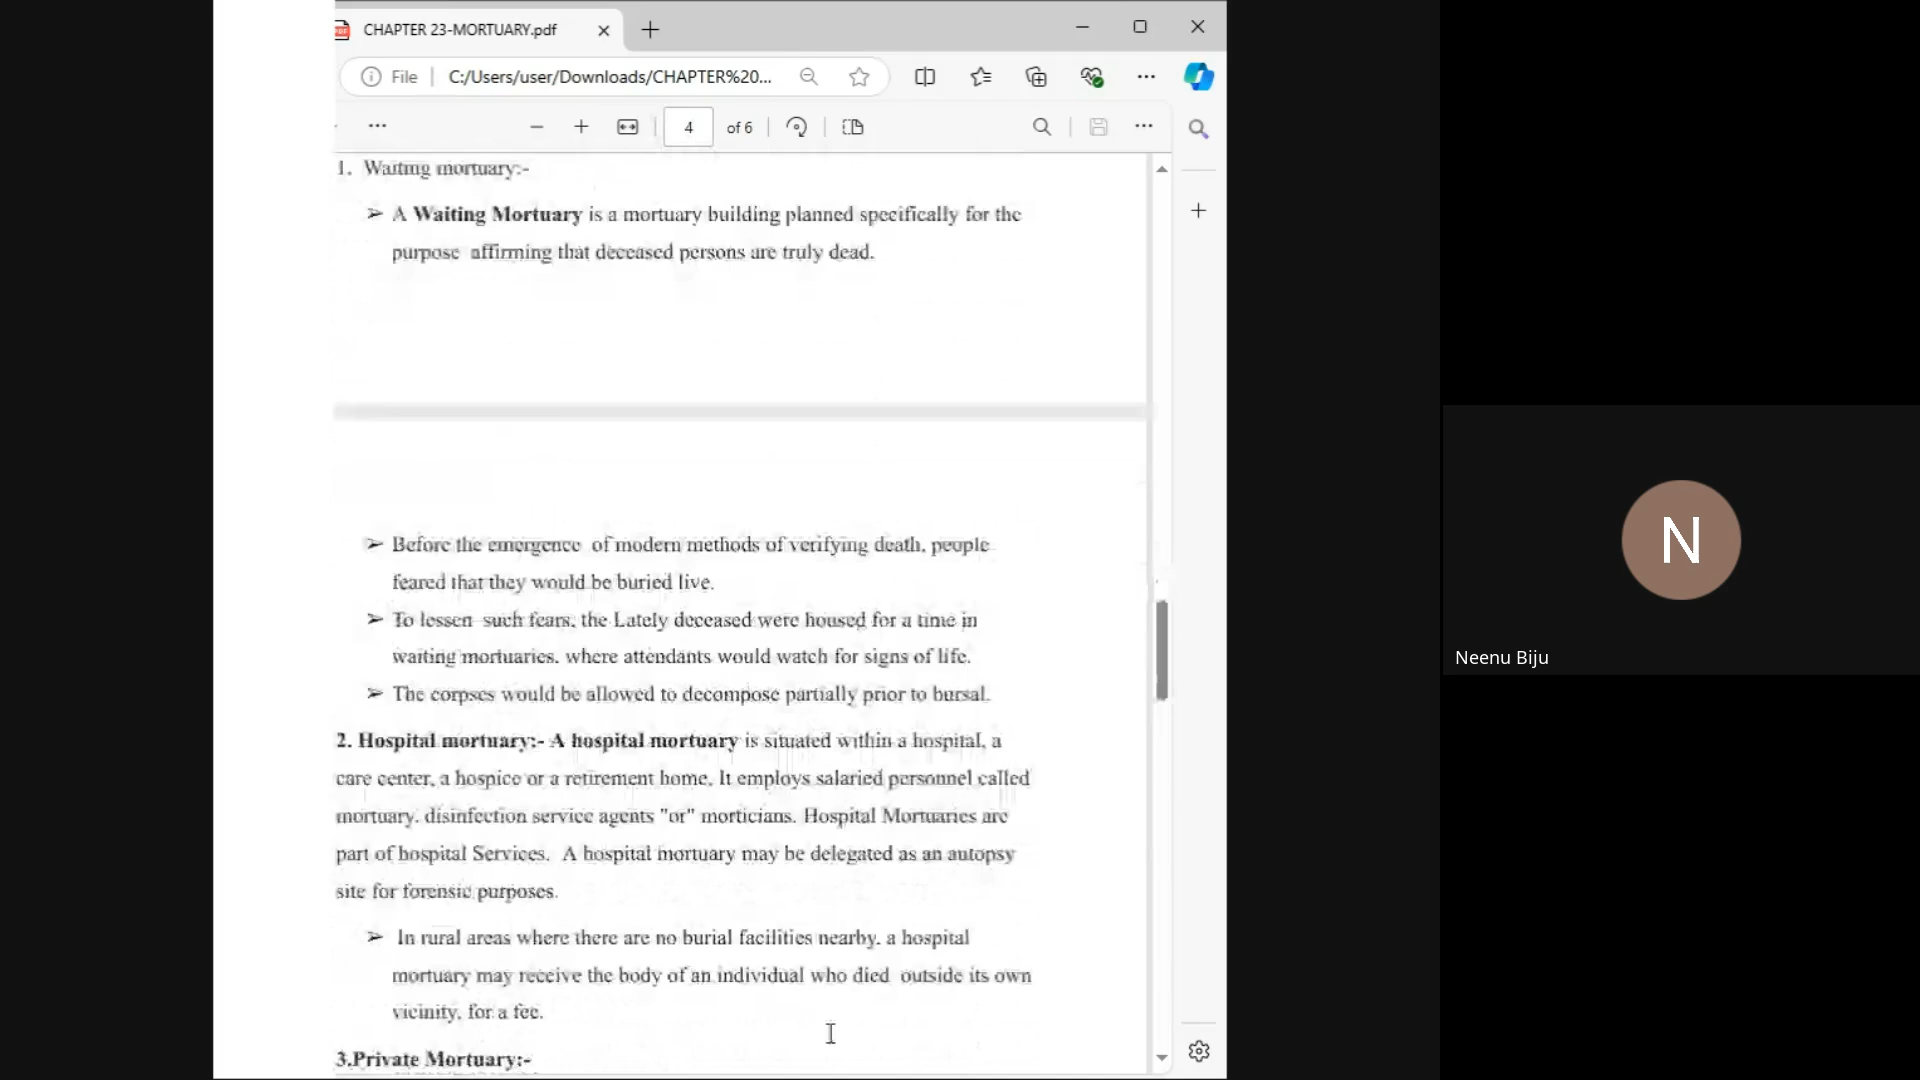 CHAPTER 23-MORTUARY.pdf
File
C:/Users/user/Downloads/CHAPTER%20...
4 of 6
1. Waiting mortuary:-
➢ A Waiting Mortuary is a mortuary building planned specifically for the
purpose affirming that deceased persons are truly dead.
➢ Before the emergence of modern methods of verifying death, people
feared that they would be buried live.
➢ To lessen such fears, the Lately deceased were housed for a time in
waiting mortuaries. where attendants would watch for signs of life.
➢ The corpses would be allowed to decompose partially prior to bursal.
2. Hospital mortuary:- A hospital mortuary is situated within a hospital, a
care center, a hospice or a retirement home. It employs salaried personnel called
mortuary. disinfection service agents "or" morticians. Hospital Mortuaries are
part of hospital Services. A hospital mortuary may be delegated as an autopsy
site for forensic purposes.
➢ In rural areas where there are no burial facilities nearby, a hospital
mortuary may receive the body of an individual who died outside its own
vicinity, for a fee.
3.Private Mortuary:-
N
Neenu Biju